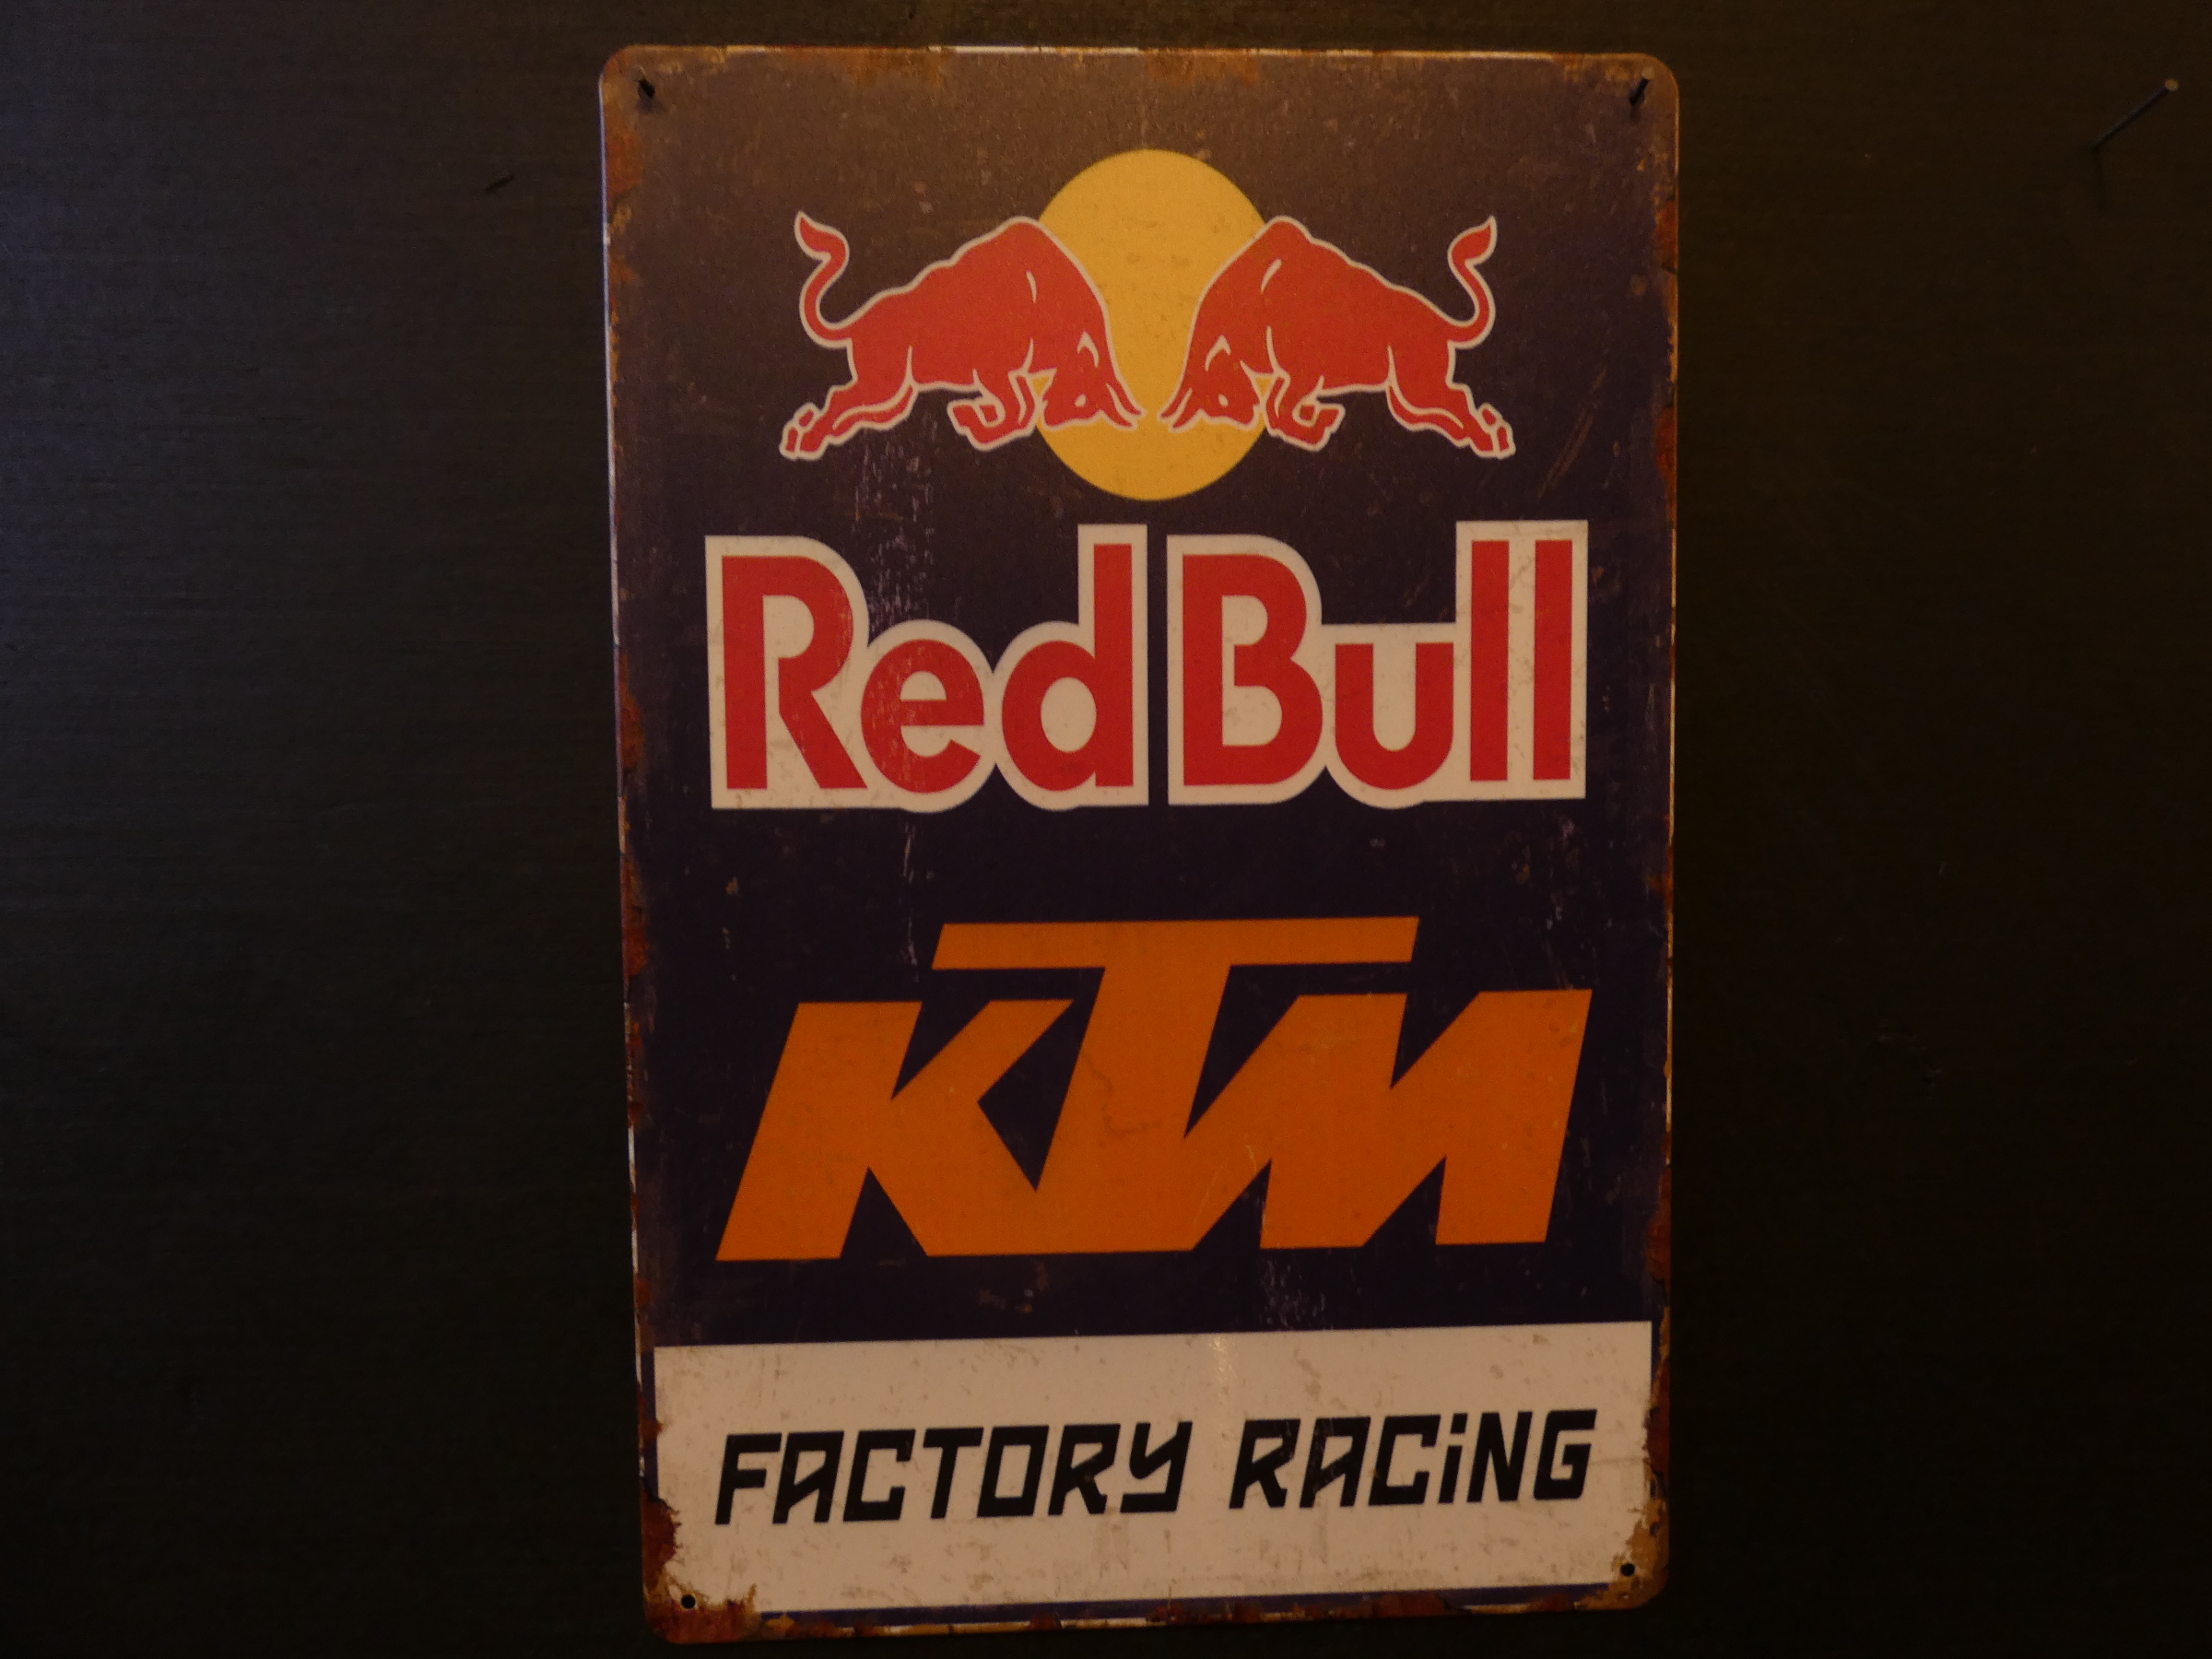 Red Bull
KTM
FACTORY RACiNG